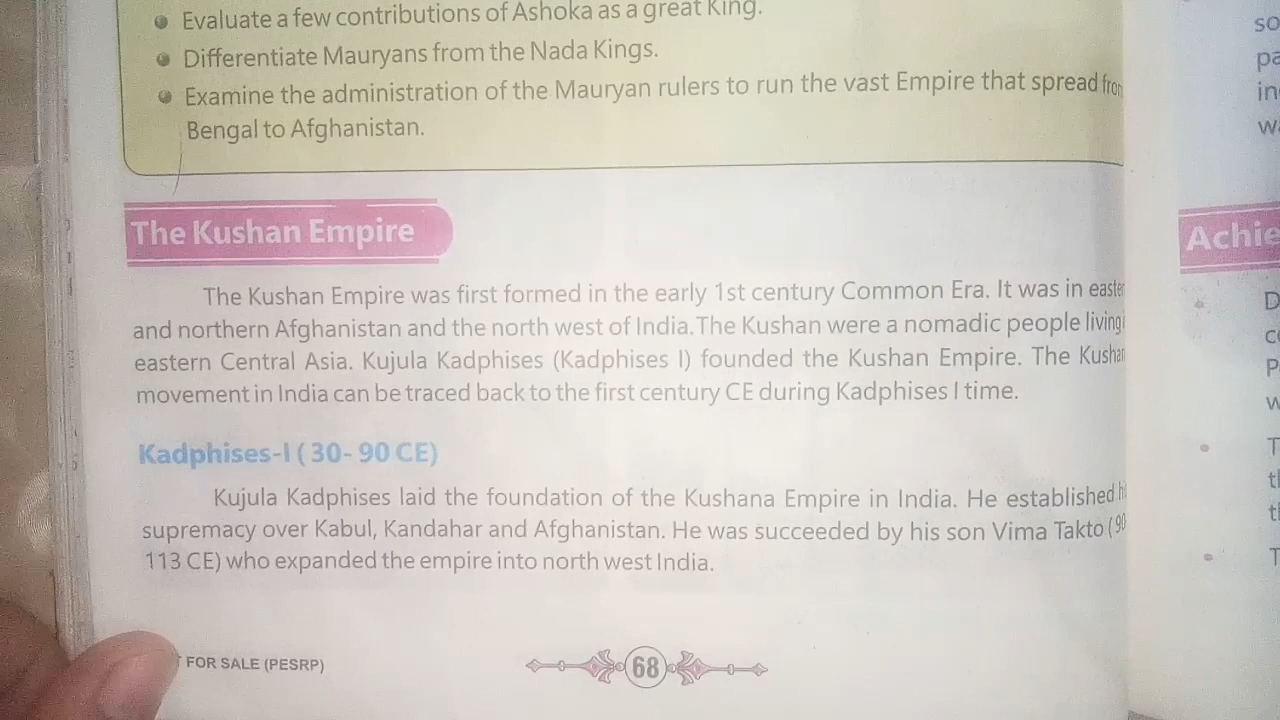 Evaluate a few contributions of Ashoka as a great King.
Differentiate Mauryans from the Nada Kings.
Examine the administration of the Mauryan rulers to run the vast Empire that spread from
Bengal to Afghanistan.
The Kushan Empire
The Kushan Empire was first formed in the early 1st century Common Era. It was in
and northern Afghanistan and the north west of India. The Kushan were a nomadic people living
eastern Central Asia. Kujula Kadphises (Kadphises I) founded the Kushan Empire. The Kushan
movement in India can be traced back to the first century CE during Kadphises I time.
Kadphises-I ( 30- 90 CE)
Kujula Kadphises laid the foundation of the Kushana Empire in India. He established
supremacy over Kabul, Kandahar and Afghanistan. He was succeeded by his son Vima Takto (90
113 CE) who expanded the empire into north west India.
FOR SALE (PESRP)
68